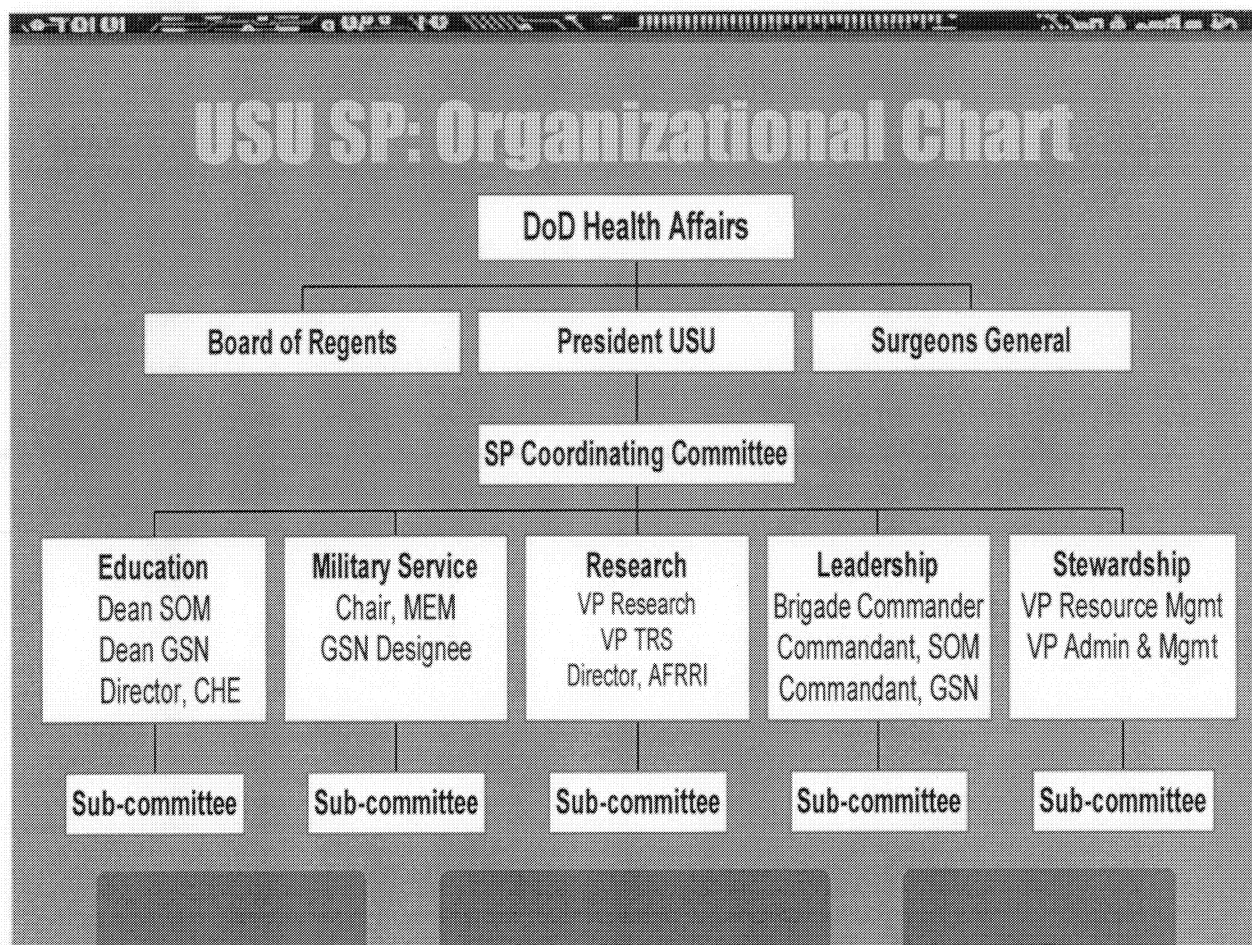 USU SP: Organizational Chart
DoD Health Affairs
Board of Regents
President USU
Surgeons General
SP Coordinating Committee
Education
Dean SOM
Dean GSN
Director, CHE
Military Service
Chair, MEM
GSN Designee
Research
VP Research
VP TRS
Director, AFRRI
Leadership
Brigade Commander
Commandant, SOM
Commandant, GSN
Stewardship
VP Resource Mgmt
VP Admin & Mgmt
Sub-committee
Sub-committee
Sub-committee
Sub-committee
Sub-committee